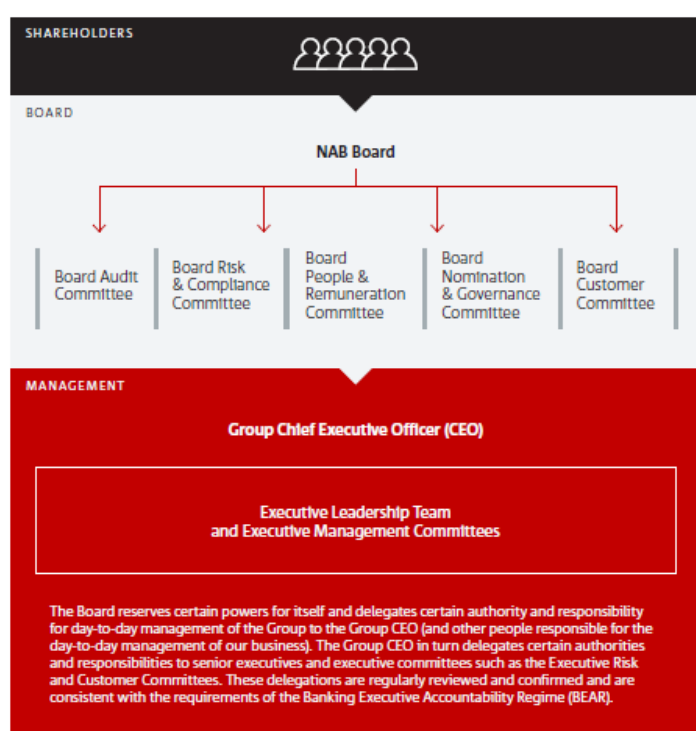 SHAREHOLDERS
BOARD
NAB Board
Board Audit
Committee
Board Risk
& Compliance
Committee
Board
People &
Remuneration
Committee
Board
Nomination
& Governance
Committee
Board
Customer
Committee
MANAGEMENT
Group Chief Executive Officer (CEO)
Executive Leadership Team
and Executive Management Committees
The Board reserves certain powers for itself and delegates certain authority and responsibility
for day-to-day management of the Group to the Group CEO (and other people responsible for the
day-to-day management of our business). The Group CEO in turn delegates certain authorities
and responsibilities to senior executives and executive committees such as the Executive Risk
and Customer Committees. These delegations are regularly reviewed and confirmed and are
consistent with the requirements of the Banking Executive Accountability Regime (BEAR).